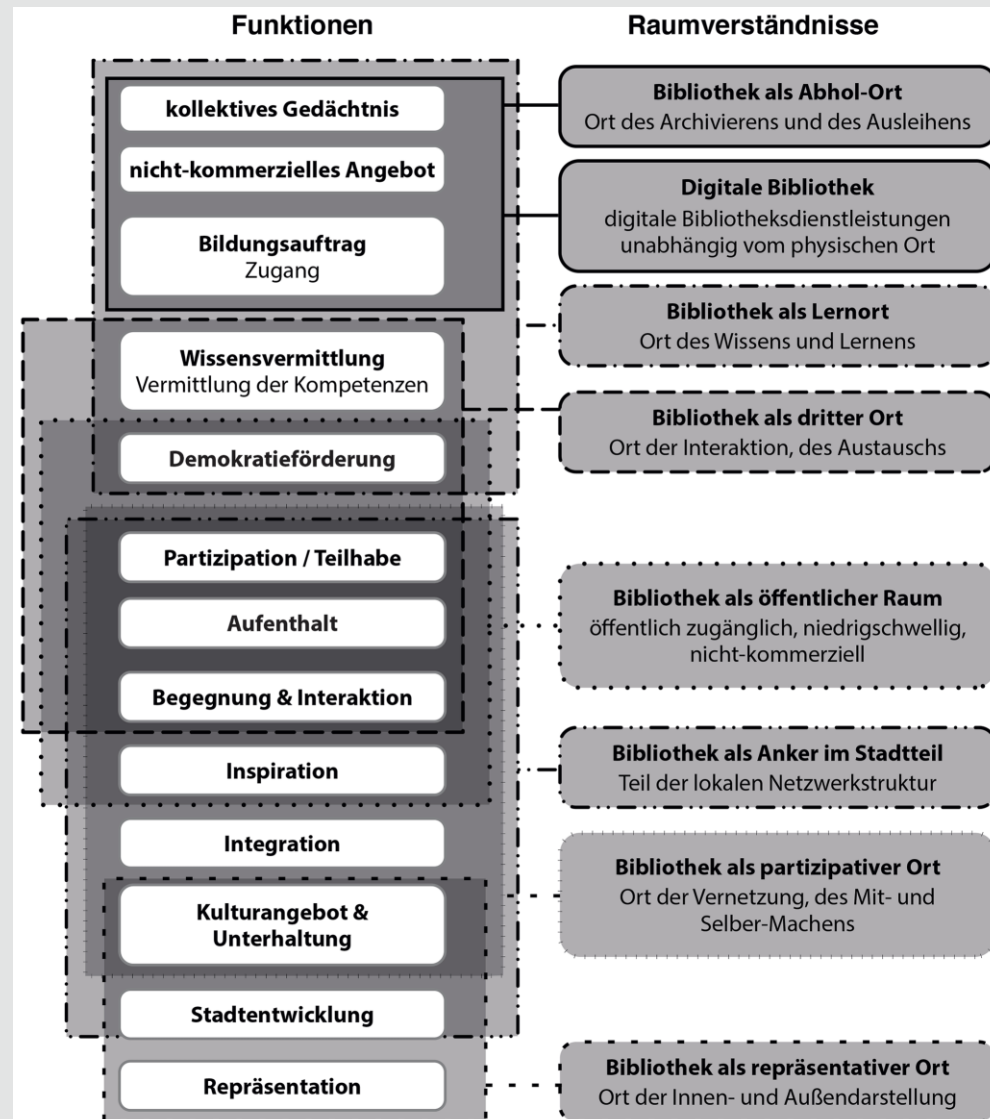 Funktionen
kollektives Gedächtnis
nicht-kommerzielles Angebot
Bildungsauftrag
Zugang
Wissensvermittlung
Vermittlung der Kompetenzen
Demokratieförderung
Partizipation / Teilhabe
Aufenthalt
Begegnung & Interaktion
Inspiration
Integration
Kulturangebot &
Unterhaltung
Stadtentwicklung
Repräsentation
Raumverständnisse
Bibliothek als Abhol-Ort
Ort des Archivierens und des Ausleihens
Digitale Bibliothek
digitale Bibliotheksdienstleistungen
unabhängig vom physischen Ort
Bibliothek als Lernort
Ort des Wissens und Lernens
Bibliothek als dritter Ort
Ort der Interaktion, des Austauschs
Bibliothek als öffentlicher Raum
öffentlich zugänglich, niedrigschwellig,
nicht-kommerziell
Bibliothek als Anker im Stadtteil
Teil der lokalen Netzwerkstruktur
Bibliothek als partizipativer Ort
Ort der Vernetzung, des Mit- und
Selber-Machens
Bibliothek als repräsentativer Ort
Ort der Innen- und Außendarstellung